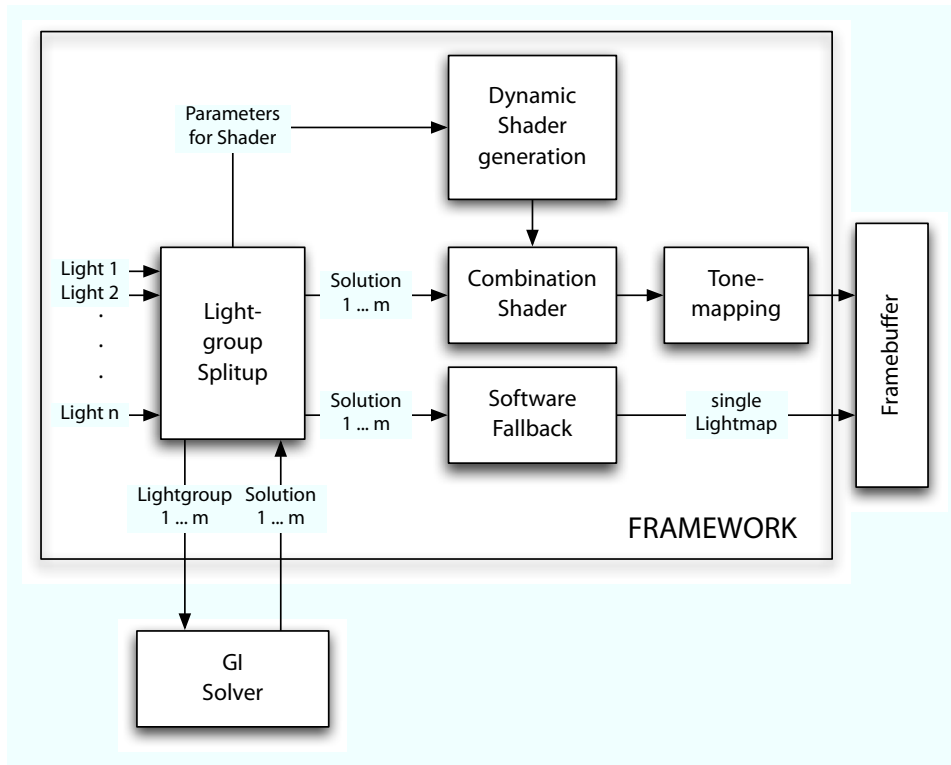 Dynamic
Shader
generation
Parameters
for Shader
Light 1
Light 2
.
.
.
Light n
Light-
group
Splitup
Solution
1 ... m
Combination
Shader
Tone-
mapping
Framebuffer
Solution
1 ... m
Software
Fallback
single
Lightmap
Lightgroup
1 ... m
Solution
1 ... m
FRAMEWORK
GI
Solver